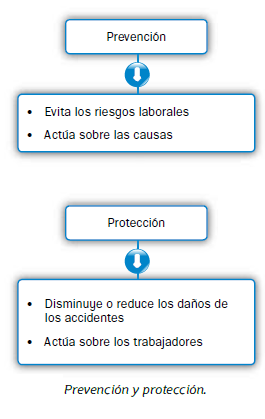 Prevención
• Evita los riesgos laborales
• Actúa sobre las causas
Protección
• Disminuye o reduce los daños de
los accidentes
• Actúa sobre los trabajadores
Prevención y protección.